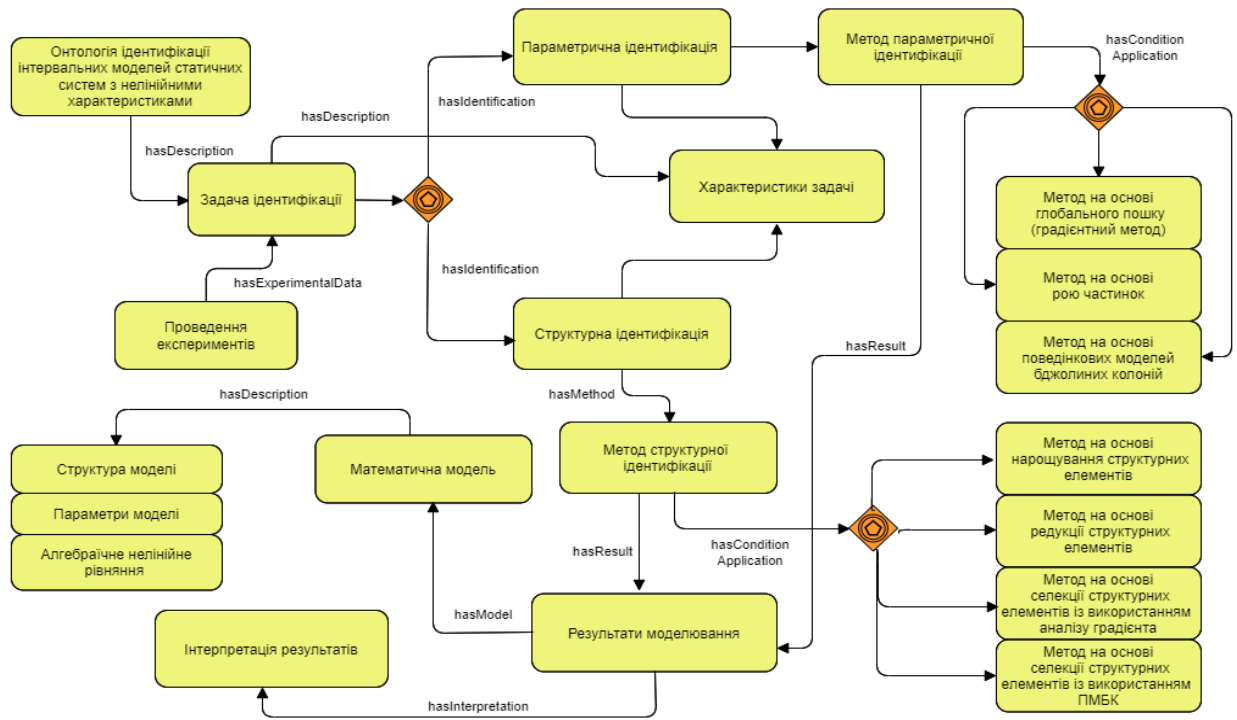 Онтологія ідентифікації
інтервальних моделей статичних
систем з нелінійними
характеристиками
Параметрична ідентифікація
Метод параметричної
ідентифікації
hasCondition
Application
hasIdentification
hasDescription
hasDescription
Задача ідентифікації
Характеристики задачі
Метод на основі
глобального пошку
(градієнтний метод)
Метод на основі
рою частинок
Метод на основі
поведінкових моделей
бджолиних колоній
hasIdentification
hasExperimentalData
Проведення
експериментів
Структурна ідентифікація
hasResult
hasMethod
hasDescription
Структура моделі
Параметри моделі
Алгебраїчне нелінійне
рівняння
Математична модель
Метод структурної
ідентифікації
Метод на основі
нарощування структурних
елементів
Метод на основі
редукції структурних
елементів
Метод на основі
селекції структурних
елементів із використанням
аналізу градієнта
Метод на основі
селекції структурних
елементів із використанням
ПМБК
hasResult
hasCondition
Application
hasModel
Результати моделювання
Інтерпретація результатів
hasInterpretation